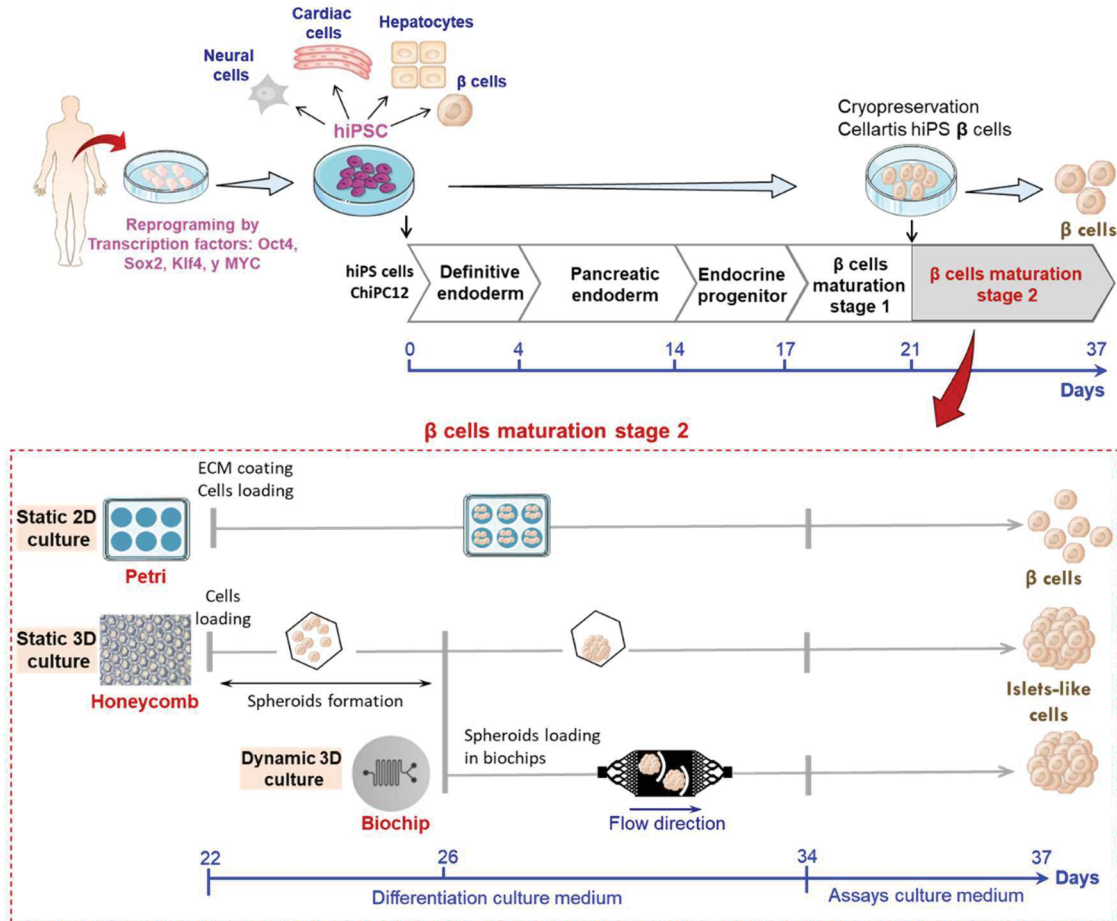 Cardiac
cells
Hepatocytes
Neural
cells
β cells
hiPSC
Cryopreservation
Cellartis hiPS β cells
Reprograming by
Transcription factors: Oct4,
Sox2, Klf4, y MYC
β cells
hiPS cells
ChiPC12
Definitive
endoderm
Pancreatic
endoderm
Endocrine
progenitor
β cells
maturation
stage 1
β cells maturation
stage 2
0 4 14 17 21 37
Days
β cells maturation stage 2
ECM coating
Cells loading
Static 2D
culture
Petri
β cells
Cells
loading
Static 3D
culture
Honeycomb
Spheroids formation
Islets-like
cells
Dynamic 3D
culture
Biochip
Spheroids loading
in biochips
Flow direction
22 26 34 37
Days
Differentiation culture medium
Assays culture medium